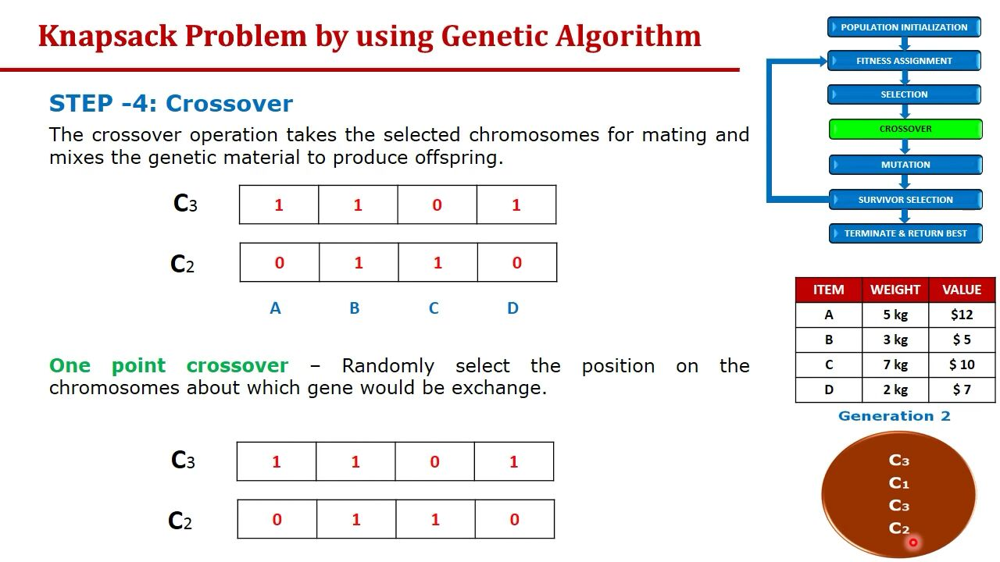 Knapsack Problem by using Genetic Algorithm
STEP -4: Crossover
The crossover operation takes the selected chromosomes for mating and
mixes the genetic material to produce offspring.
C3 1 1 0 1
C2 0 1 1 0
A B C D
One point crossover – Randomly select the position on the
chromosomes about which gene would be exchange.
C3 1 1 0 1
C2 0 1 1 0
POPULATION INITIALIZATION
FITNESS ASSIGNMENT
SELECTION
CROSSOVER
MUTATION
SURVIVOR SELECTION
TERMINATE & RETURN BEST
ITEM WEIGHT VALUE
A 5 kg $12
B 3 kg $ 5
C 7 kg $ 10
D 2 kg $ 7
Generation 2
C3
C1
C3
C2